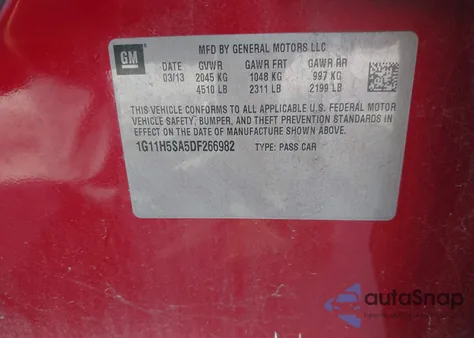 GM
MFD BY GENERAL MOTORS LLC
DATE GVWR GAWR FRT GAWR RR
03/13 2045 KG 1048 KG 997 KG
4510 LB 2311 LB 2199 LB
THIS VEHICLE CONFORMS TO ALL APPLICABLE U.S. FEDERAL MOTOR
VEHICLE SAFETY, BUMPER, AND THEFT PREVENTION STANDARDS IN
EFFECT ON THE DATE OF MANUFACTURE SHOWN ABOVE.
1G11H5SA5DF266982 TYPE: PASS CAR
autoSnap